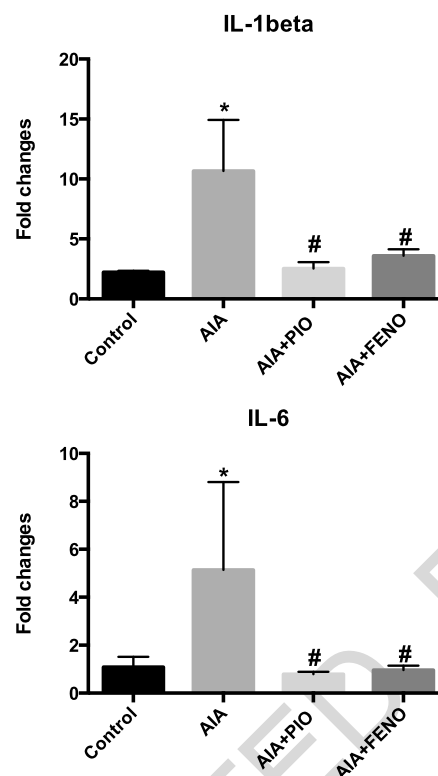 IL-1beta
Fold changes
20
15
10
5
0
*
#
#
Control
AIA
AIA+PIO
AIA+FENO
IL-6
Fold changes
10
8
6
4
2
0
*
#
#
Control
AIA
AIA+PIO
AIA+FENO